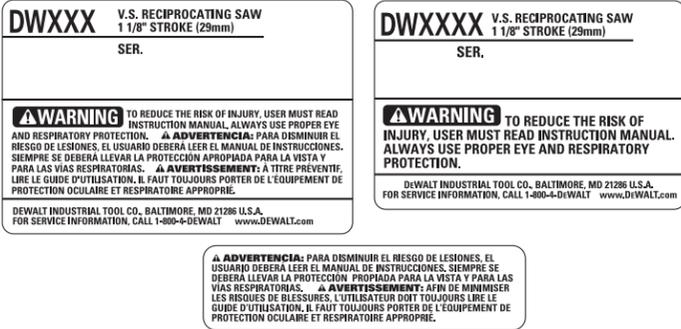 DWXXX
V.S. RECIPROCATING SAW
1 1/8" STROKE (29mm)
SER.
WARNING TO REDUCE THE RISK OF INJURY, USER MUST READ
INSTRUCTION MANUAL. ALWAYS USE PROPER EYE
AND RESPIRATORY PROTECTION. ADVERTENCIA: PARA DISMINUIR EL
RIESGO DE LESIONES, EL USUARIO DEBERÁ LEER EL MANUAL DE INSTRUCCIONES.
SIEMPRE SE DEBERÁ LLEVAR LA PROTECCIÓN APROPIADA PARA LA VISTA Y
PARA LAS VÍAS RESPIRATORIAS. AVERTISSEMENT: À TITRE PRÉVENTIF,
LIRE LE GUIDE D'UTILISATION. IL FAUT TOUJOURS PORTER DE L'ÉQUIPEMENT DE
PROTECTION OCULAIRE ET RESPIRATOIRE APPROPRIÉ.
DEWALT INDUSTRIAL TOOL CO., BALTIMORE, MD 21286 U.S.A.
FOR SERVICE INFORMATION, CALL 1-800-4-DEWALT www.DEWALT.com
DWXXXX
V.S. RECIPROCATING SAW
1 1/8" STROKE (29mm)
SER.
WARNING TO REDUCE THE RISK OF
INJURY, USER MUST READ INSTRUCTION MANUAL.
ALWAYS USE PROPER EYE AND RESPIRATORY
PROTECTION.
DEWALT INDUSTRIAL TOOL CO., BALTIMORE, MD 21286 U.S.A.
FOR SERVICE INFORMATION, CALL 1-800-4-DEWALT www.DEWALT.com
ADVERTENCIA: PARA DISMINUIR EL RIESGO DE LESIONES, EL
USUARIO DEBERÁ LEER EL MANUAL DE INSTRUCCIONES. SIEMPRE SE
DEBERÁ LLEVAR LA PROTECCIÓN PROPIADA PARA LA VISTA Y PARA LAS
VÍAS RESPIRATORIAS. AVERTISSEMENT: AFIN DE MINIMISER
LES RISQUES DE BLESSURES, L'UTILISATEUR DOIT TOUJOURS LIRE LE
GUIDE D'UTILISATION. IL FAUT TOUJOURS PORTER DE L'ÉQUIPEMENT DE
PROTECTION OCULAIRE ET RESPIRATOIRE APPROPRIÉ.